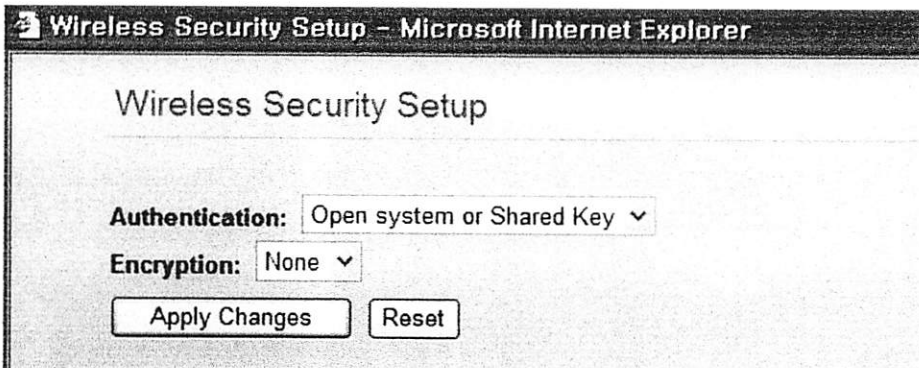 Wireless Security Setup - Microsoft Internet Explorer
Wireless Security Setup
Authentication: Open system or Shared Key
Encryption: None
Apply Changes Reset